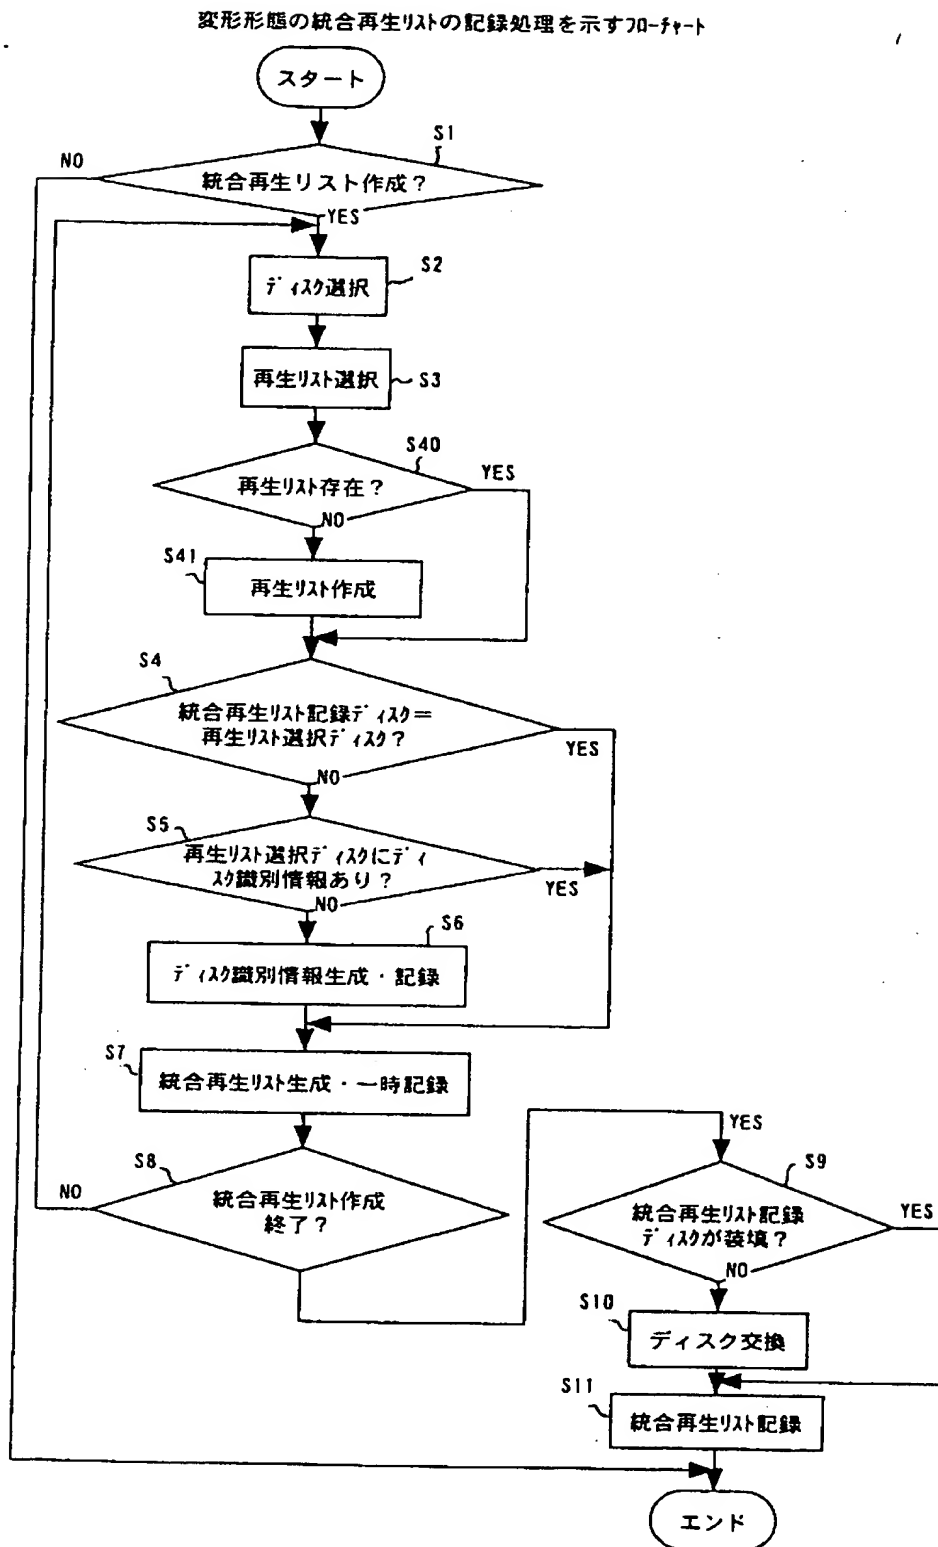 変形形態の統合再生リストの記録処理を示すフローチャート
スタート
S1
NO
統合再生リスト作成？
YES
S2
ディスク選択
再生リスト選択
S3
S40
YES
再生リスト存在？
NO
S41
再生リスト作成
S4
統合再生リスト記録ディスク＝
再生リスト選択ディスク？
YES
NO
S5
再生リスト選択ディスクにディ
スク識別情報あり？
YES
NO
S6
ディスク識別情報生成・記録
S7
統合再生リスト生成・一時記録
YES
S8
S9
NO
統合再生リスト作成
終了？
統合再生リスト記録
ディスクが装填？
YES
NO
S10
ディスク交換
S11
統合再生リスト記録
エンド